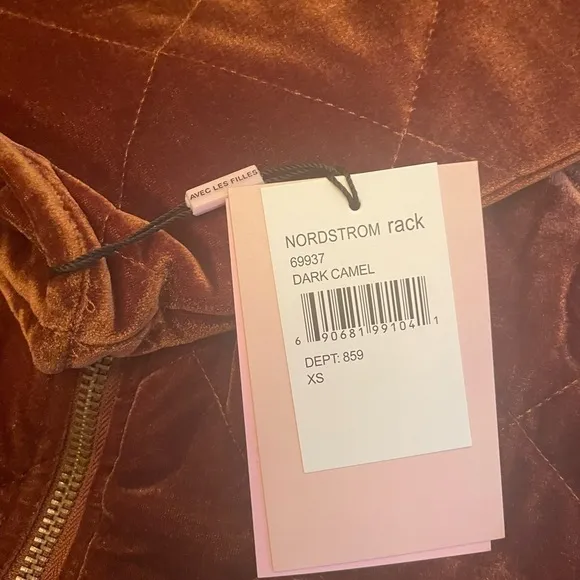 AVEC LES FILLES
NORDSTROM rack
69937
DARK CAMEL
6 90681 99104 1
DEPT: 859
XS